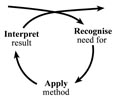 Recognise
need for
Apply
method
Interpret
result